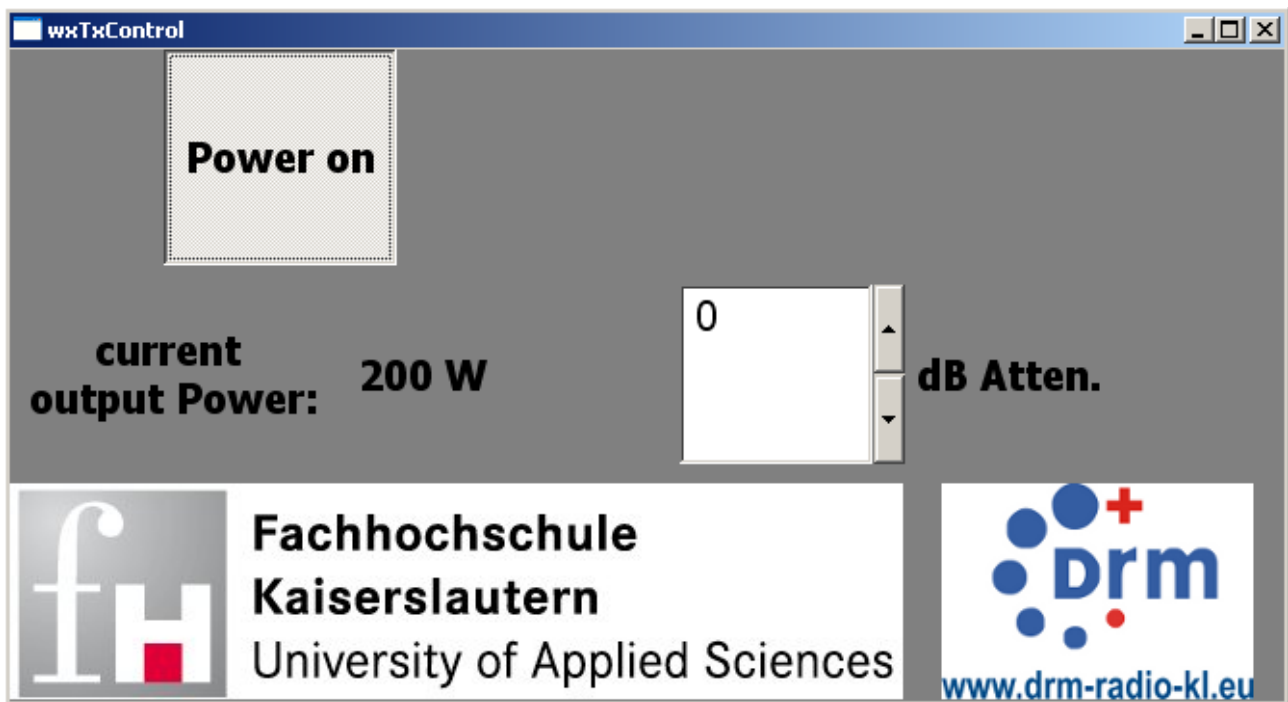 wxTxControl
Power on
current
output Power:
200 W
0
dB Atten.
fH
Fachhochschule
Kaiserslautern
University of Applied Sciences
Drm
www.drm-radio-kl.eu